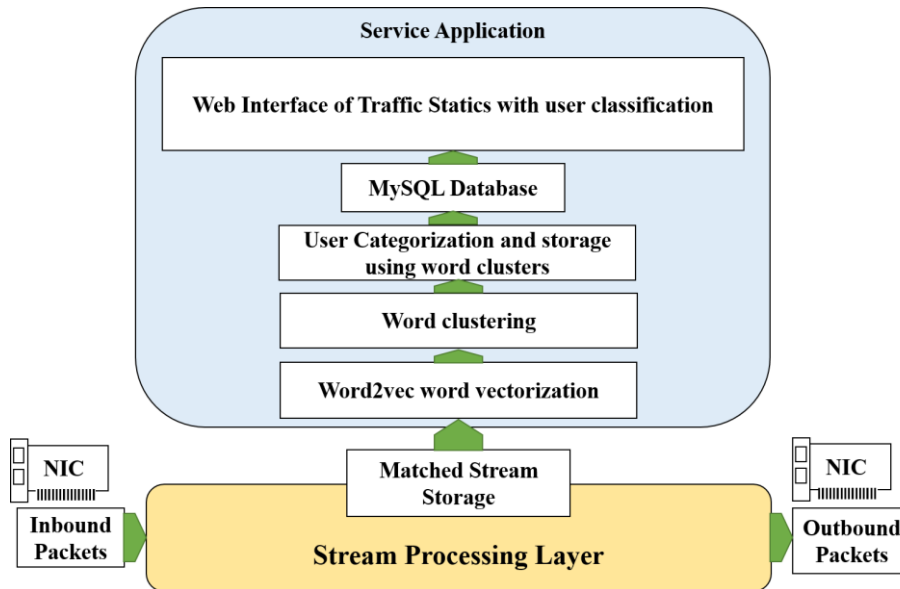 Service Application
Web Interface of Traffic Statics with user classification
MySQL Database
User Categorization and storage
using word clusters
Word clustering
Word2vec word vectorization
Matched Stream
Storage
NIC
Inbound
Packets
Stream Processing Layer
NIC
Outbound
Packets